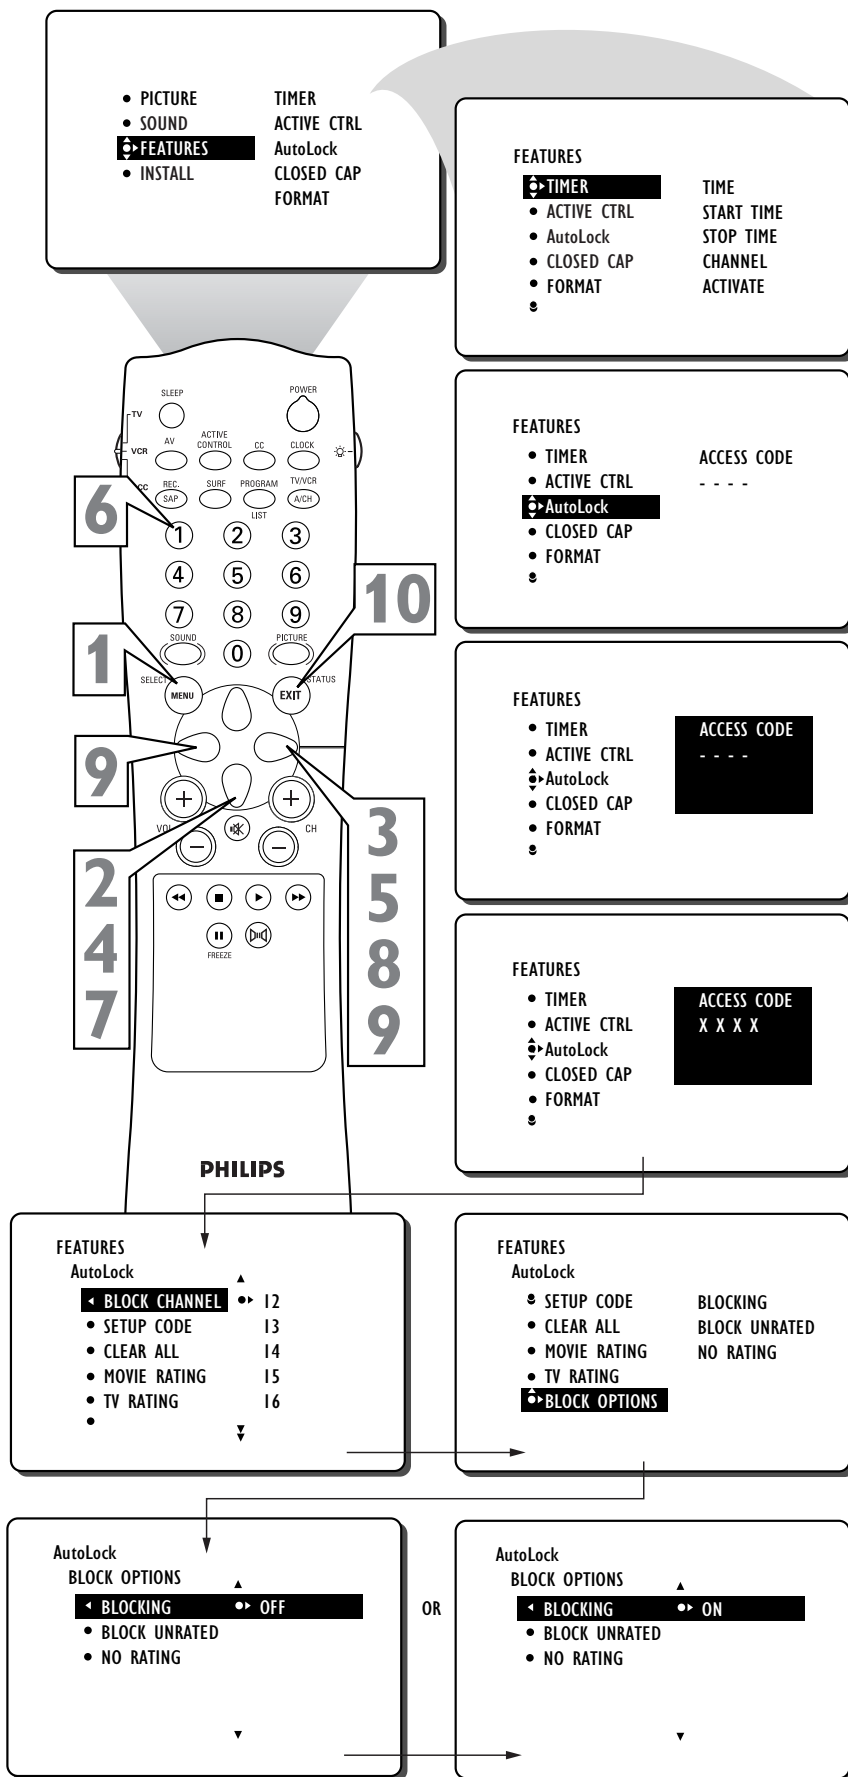 PICTURE TIMER
SOUND ACTIVE CTRL
FEATURES AutoLock
INSTALL CLOSED CAP
FORMAT
FEATURES
TIMER TIME
ACTIVE CTRL START TIME
AutoLock STOP TIME
CLOSED CAP CHANNEL
FORMAT ACTIVATE
FEATURES
TIMER ACCESS CODE
ACTIVE CTRL - - - -
AutoLock
CLOSED CAP
FORMAT
FEATURES
TIMER ACCESS CODE
ACTIVE CTRL - - - -
AutoLock
CLOSED CAP
FORMAT
FEATURES
TIMER ACCESS CODE
ACTIVE CTRL X X X X
AutoLock
CLOSED CAP
FORMAT
SLEEP POWER
TV
VCR
AV ACTIVE CONTROL CC CLOCK
CC
REC. SURF PROGRAM TV/VCR
SAP A/CH
LIST
6
1 2 3
4 5 6
7 8 9
10
SOUND 0 PICTURE
1
SELECT STATUS
MENU EXIT
9
VOL CH
2
4
7
3
5
8
9
FREEZE
PHILIPS
FEATURES
AutoLock
BLOCK CHANNEL 12
SETUP CODE 13
CLEAR ALL 14
MOVIE RATING 15
TV RATING 16
FEATURES
AutoLock
SETUP CODE BLOCKING
CLEAR ALL BLOCK UNRATED
MOVIE RATING NO RATING
TV RATING
BLOCK OPTIONS
AutoLock
BLOCK OPTIONS
BLOCKING OFF
BLOCK UNRATED
NO RATING
OR
AutoLock
BLOCK OPTIONS
BLOCKING ON
BLOCK UNRATED
NO RATING